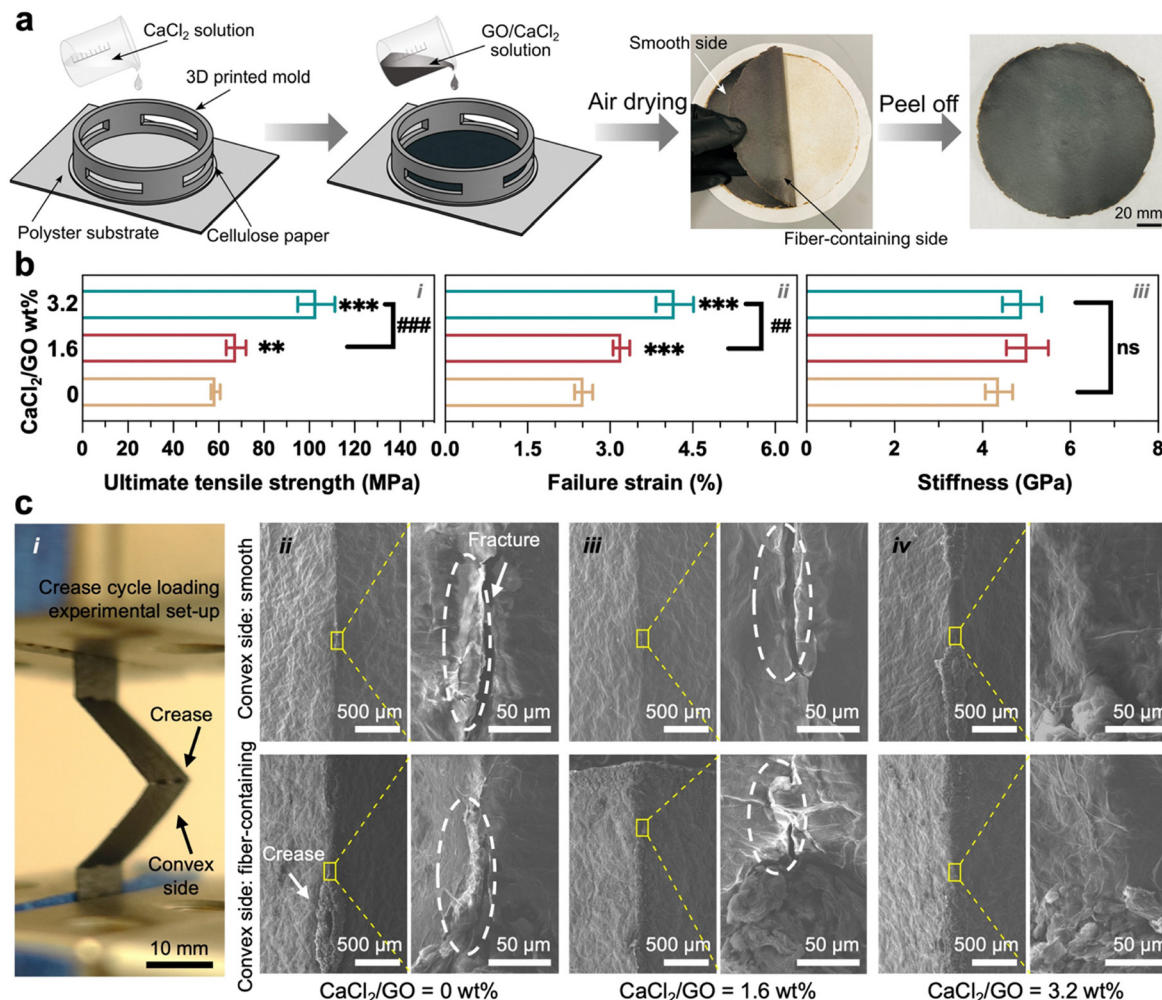 a
CaCl₂ solution
GO/CaCl₂
solution
3D printed mold
Polyster substrate
Cellulose paper
Smooth side
Air drying
Fiber-containing side
Peel off
20 mm
b
CaCl₂/GO wt%
3.2
1.6
0
i
***
###
**
0 20 40 60 80 100 120 140
Ultimate tensile strength (MPa)
ii
***
##
***
0.0 1.5 3.0 4.5 6.0
Failure strain (%)
iii
ns
0 2 4 6 8
Stiffness (GPa)
c
i
Crease cycle loading
experimental set-up
Crease
Convex
side
10 mm
Convex side: smooth
ii
Fracture
500 µm
50 µm
iii
500 µm
50 µm
iv
500 µm
50 µm
Convex side: fiber-containing
Crease
500 µm
50 µm
500 µm
50 µm
500 µm
50 µm
CaCl₂/GO = 0 wt%
CaCl₂/GO = 1.6 wt%
CaCl₂/GO = 3.2 wt%